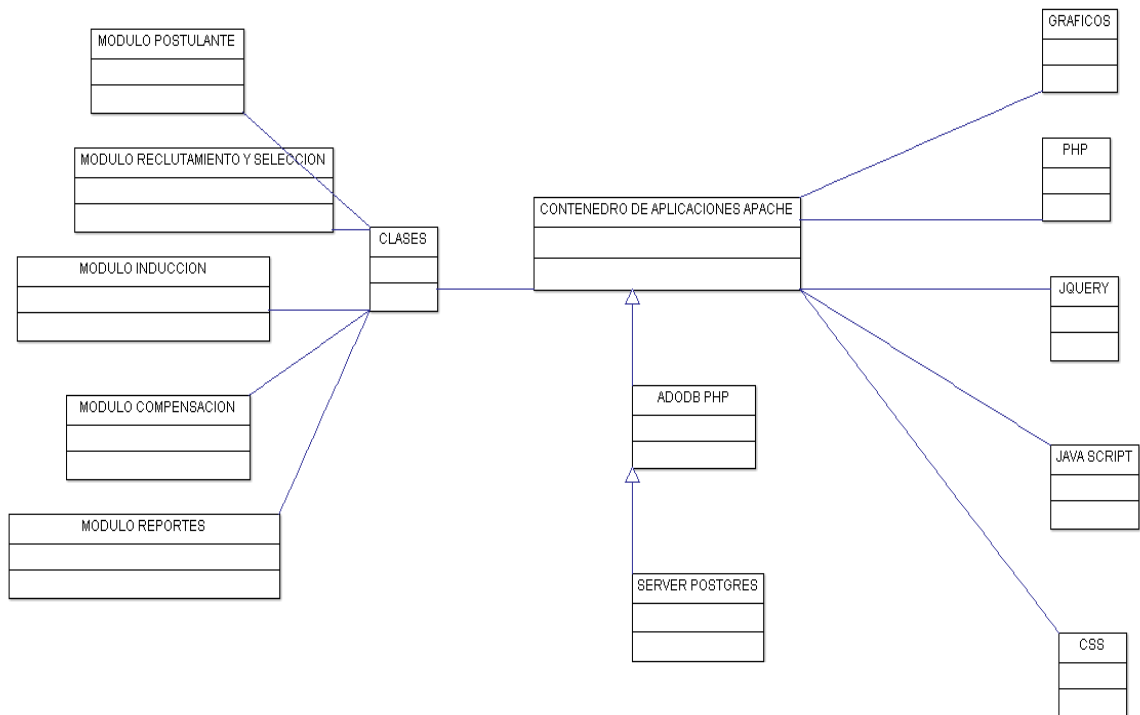 GRAFICOS
MODULO POSTULANTE
PHP
MODULO RECLUTAMIENTO Y SELECCION
CONTENEDRO DE APLICACIONES APACHE
CLASES
MODULO INDUCCION
JQUERY
ADODB PHP
MODULO COMPENSACION
JAVA SCRIPT
MODULO REPORTES
SERVER POSTGRES
CSS